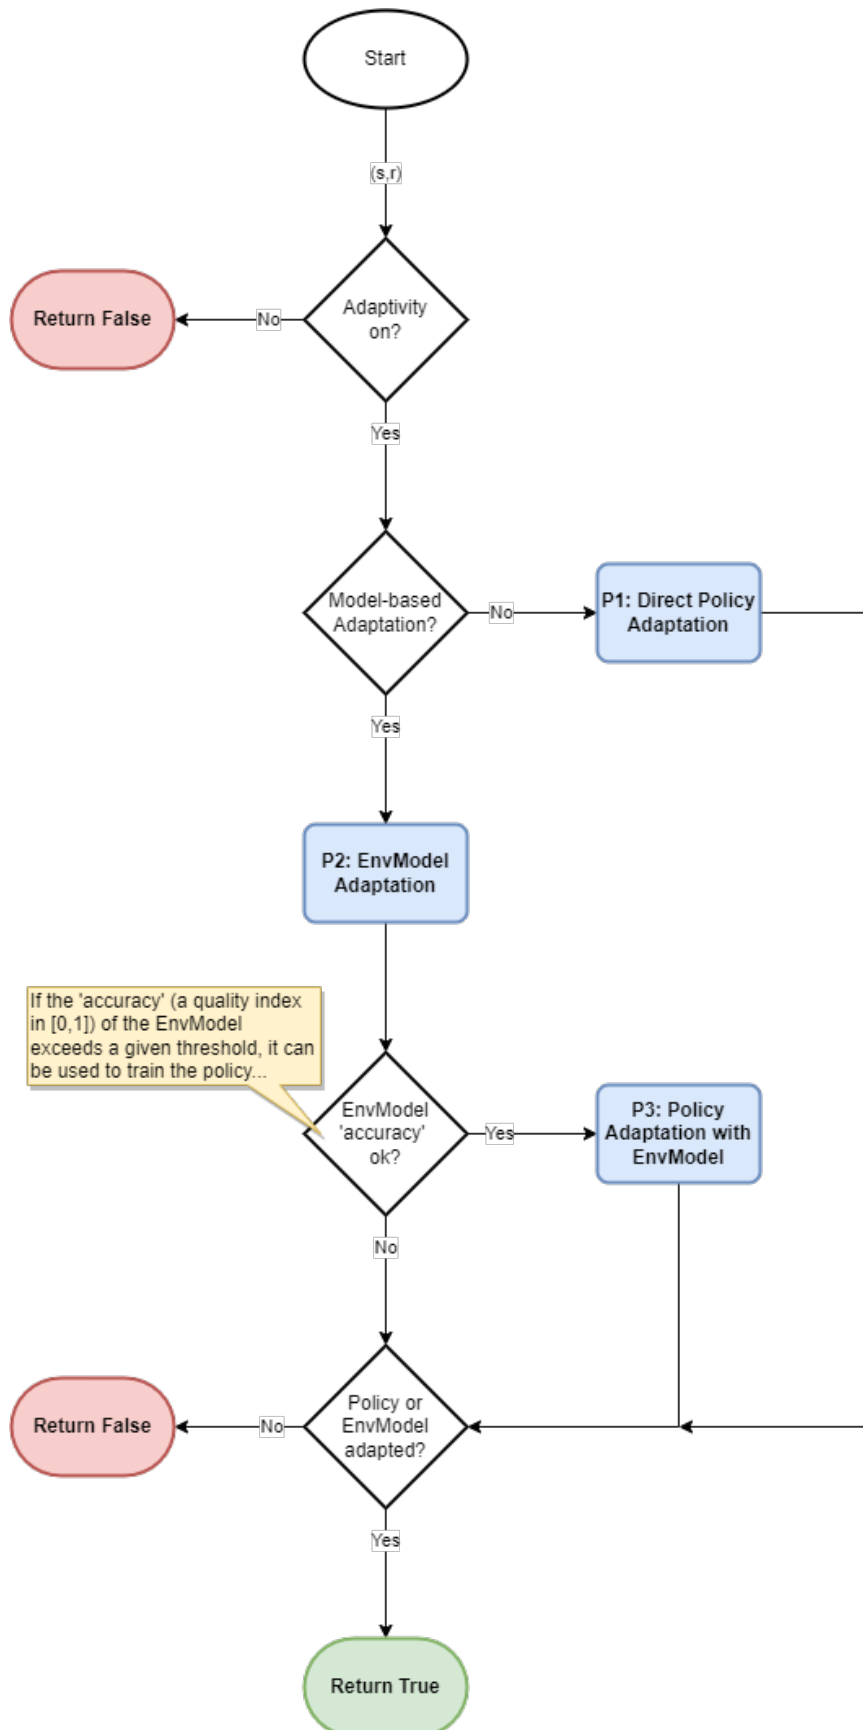 Start
(s,r)
Adaptivity
on?
No
Return False
Yes
Model-based
Adaptation?
No
P1: Direct Policy
Adaptation
Yes
P2: EnvModel
Adaptation
If the 'accuracy' (a quality index
in [0,1]) of the EnvModel
exceeds a given threshold, it can
be used to train the policy...
EnvModel
'accuracy'
ok?
Yes
P3: Policy
Adaptation with
EnvModel
No
Policy or
EnvModel
adapted?
No
Return False
Yes
Return True